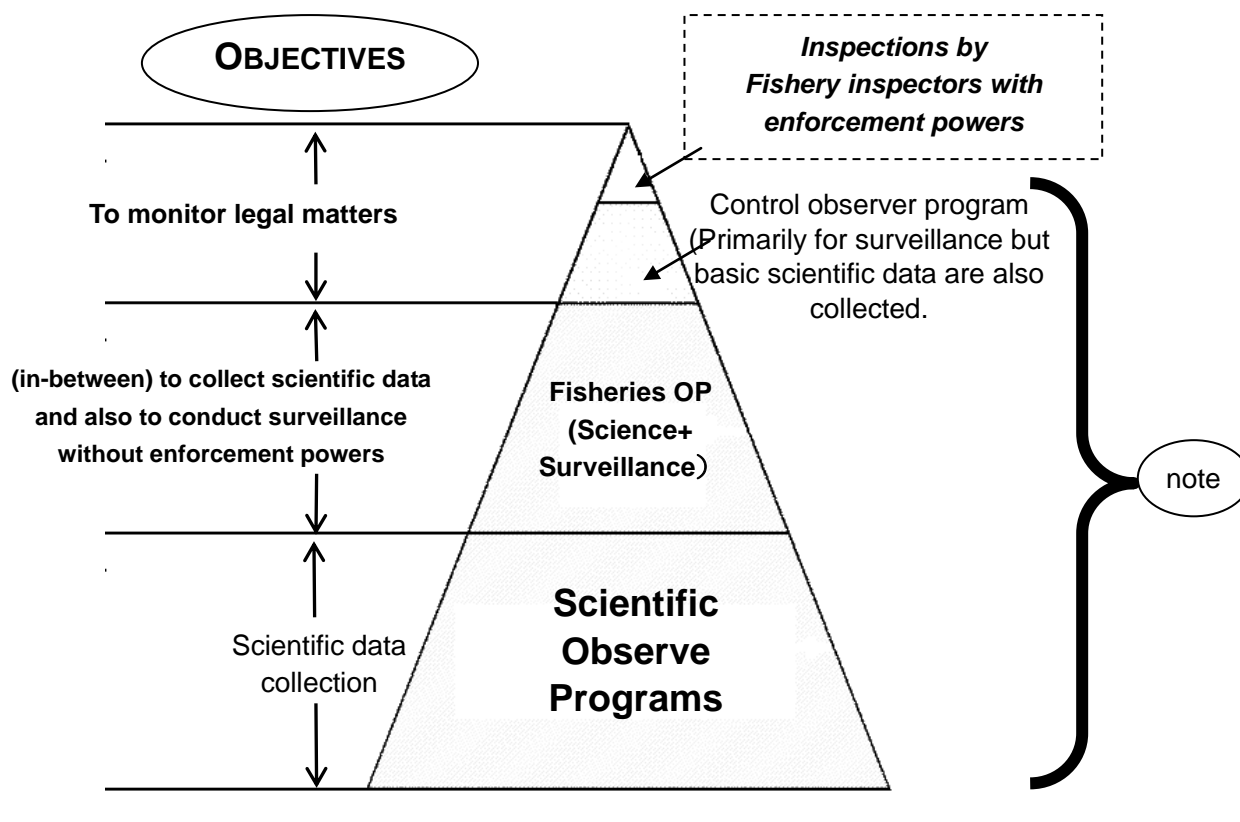 OBJECTIVES
Inspections by
Fishery inspectors with
enforcement powers
To monitor legal matters
Control observer program
(Primarily for surveillance but
basic scientific data are also
collected.
(in-between) to collect scientific data
and also to conduct surveillance
without enforcement powers
Fisheries OP
(Science+
Surveillance）
note
Scientific data
collection
Scientific
Observe
Programs